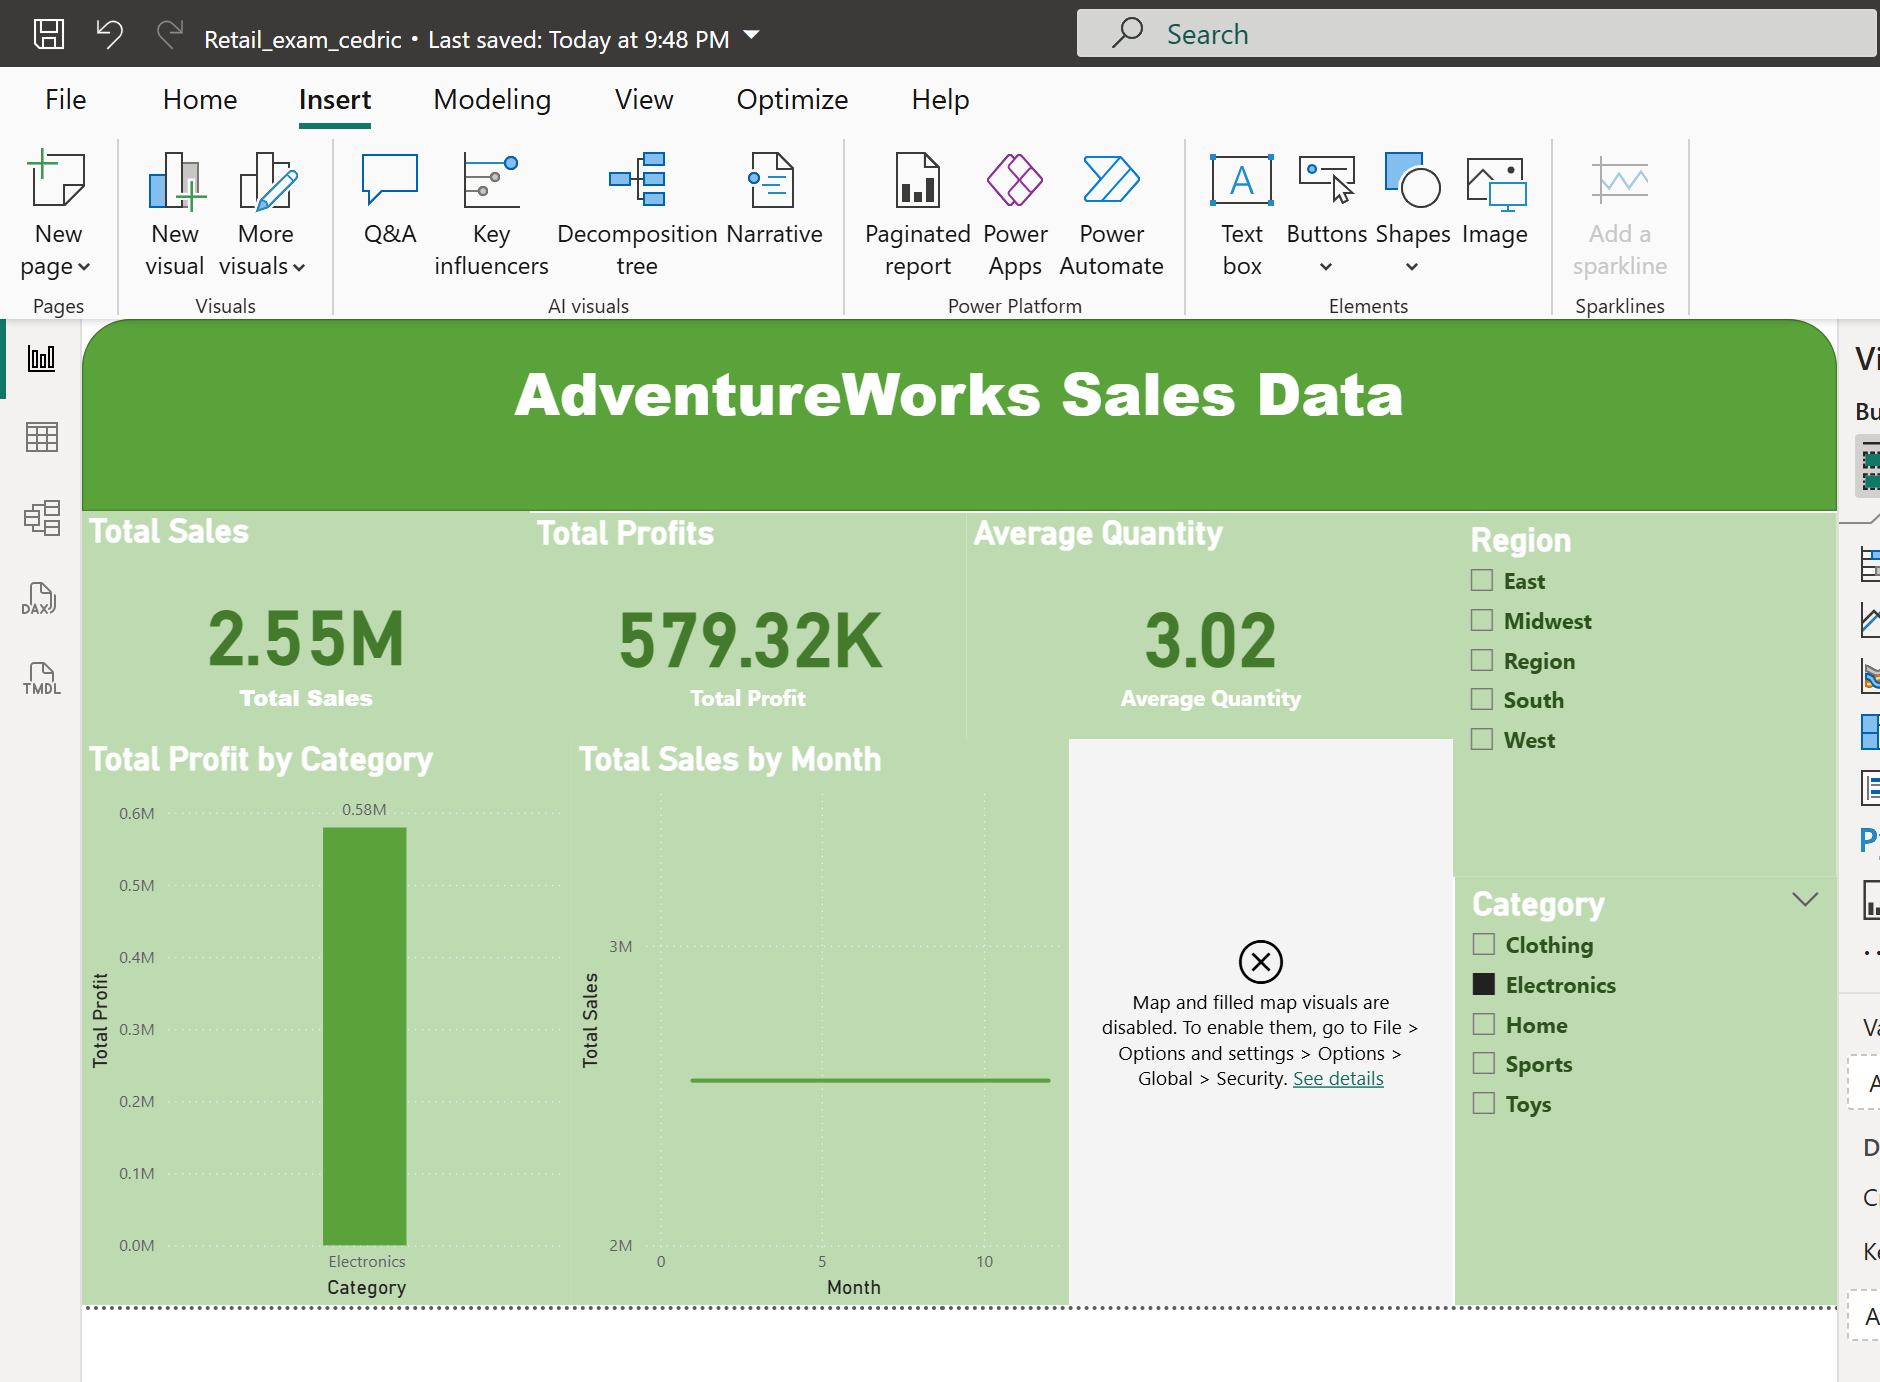 Retail_exam_cedric • Last saved: Today at 9:48 PM
Search
File Home Insert Modeling View Optimize Help
New page
Pages
New visual
More visuals
Visuals
Q&A
Key influencers
Decomposition tree
Narrative
AI visuals
Paginated report
Power Apps
Power Automate
Power Platform
Text box
Buttons
Shapes
Image
Elements
Add a sparkline
Sparklines
DAX
TMDL
AdventureWorks Sales Data
Total Sales
2.55M
Total Sales
Total Profits
579.32K
Total Profit
Average Quantity
3.02
Average Quantity
Region
East
Midwest
Region
South
West
Total Profit by Category
Total Profit
0.6M
0.5M
0.4M
0.3M
0.2M
0.1M
0.0M
0.58M
Electronics
Category
Total Sales by Month
Total Sales
3M
2M
0 5 10
Month
Map and filled map visuals are
disabled. To enable them, go to File >
Options and settings > Options >
Global > Security. See details
Category
Clothing
Electronics
Home
Sports
Toys